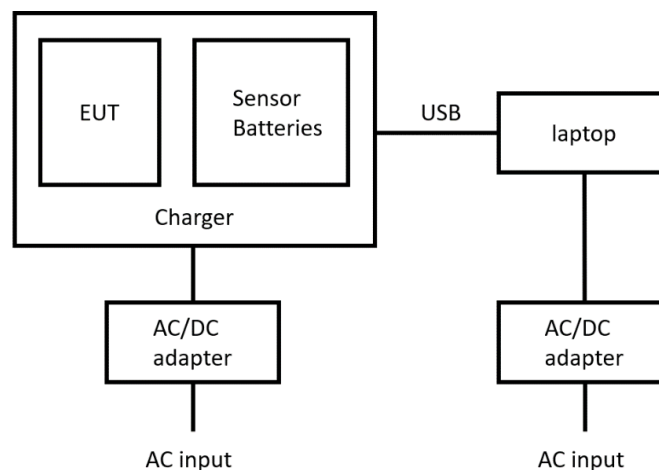 EUT
Sensor
Batteries
Charger
USB
laptop
AC/DC
adapter
AC/DC
adapter
AC input
AC input